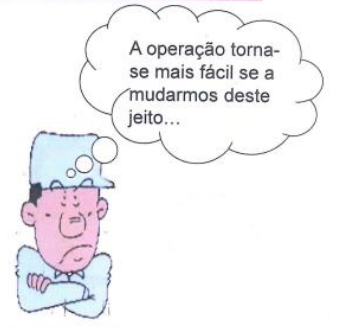 A operação torna-
se mais fácil se a
mudarmos deste
jeito...